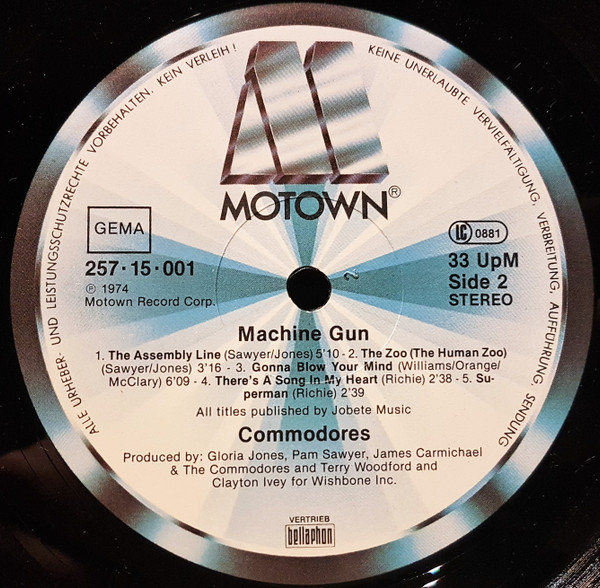 ALLE URHEBER- UND LEISTUNGSSCHUTZRECHTE VORBEHALTEN. KEIN VERLEIH! KEINE UNERLAUBTE VERVIELFÄLTIGUNG, VERBREITUNG, AUFFÜHRUNG, SENDUNG
MOTOWN®
GEMA
LC 0881
257·15·001
33 UpM
℗ 1974
Side 2
Motown Record Corp.
STEREO
Machine Gun
1. The Assembly Line (Sawyer/Jones) 5'10 - 2. The Zoo (The Human Zoo)
(Sawyer/Jones) 3'16 - 3. Gonna Blow Your Mind (Williams/Orange/
McClary) 6'09 - 4. There's A Song In My Heart (Richie) 2'38 - 5. Su-
perman (Richie) 2'39
All titles published by Jobete Music
Commodores
Produced by: Gloria Jones, Pam Sawyer, James Carmichael
& The Commodores and Terry Woodford and
Clayton Ivey for Wishbone Inc.
VERTRIEB
bellaphon